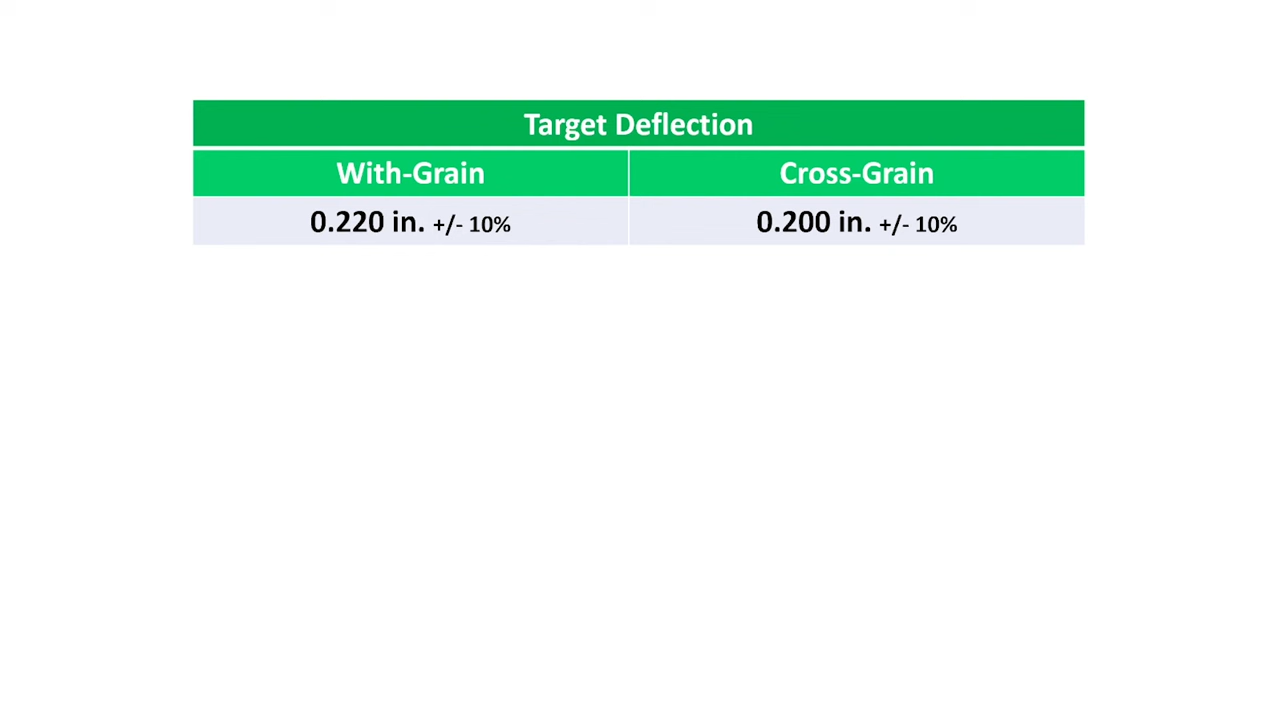 Target Deflection
With-Grain Cross-Grain
0.220 in. +/- 10% 0.200 in. +/- 10%